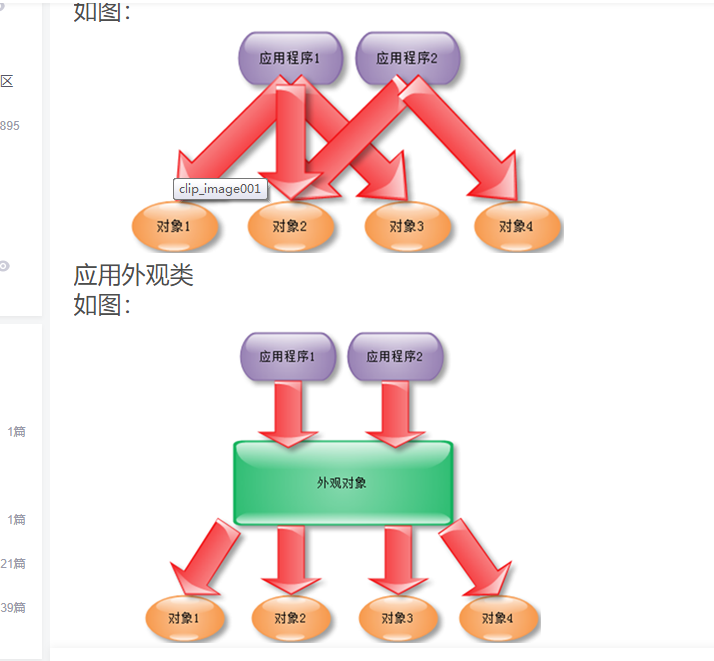 如图：
应用程序1 应用程序2
区
895
clip_image001
对象1 对象2 对象3 对象4
应用外观类
如图：
应用程序1 应用程序2
1篇
外观对象
1篇
21篇
39篇
对象1 对象2 对象3 对象4